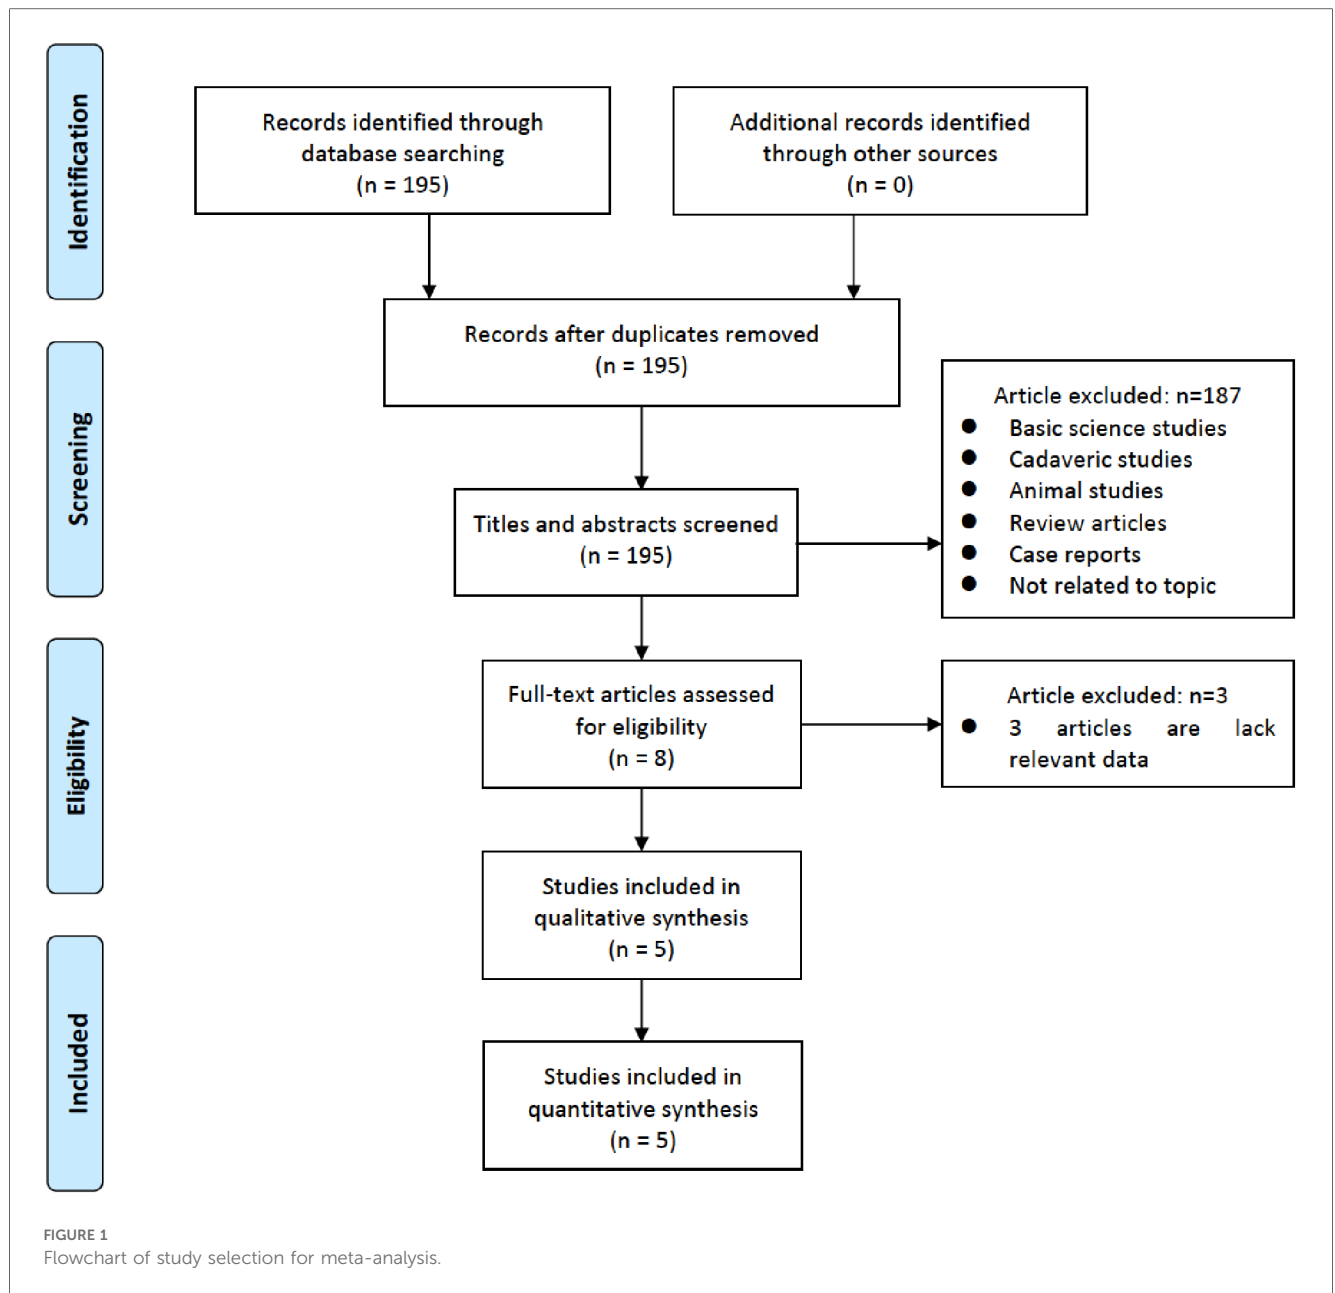 Identification
Records identified through
database searching
(n = 195)
Additional records identified
through other sources
(n = 0)
Records after duplicates removed
(n = 195)
Screening
Titles and abstracts screened
(n = 195)
Article excluded: n=187
● Basic science studies
● Cadaveric studies
● Animal studies
● Review articles
● Case reports
● Not related to topic
Eligibility
Full-text articles assessed
for eligibility
(n = 8)
Article excluded: n=3
● 3 articles are lack
relevant data
Studies included in
qualitative synthesis
(n = 5)
Included
Studies included in
quantitative synthesis
(n = 5)
FIGURE 1
Flowchart of study selection for meta-analysis.